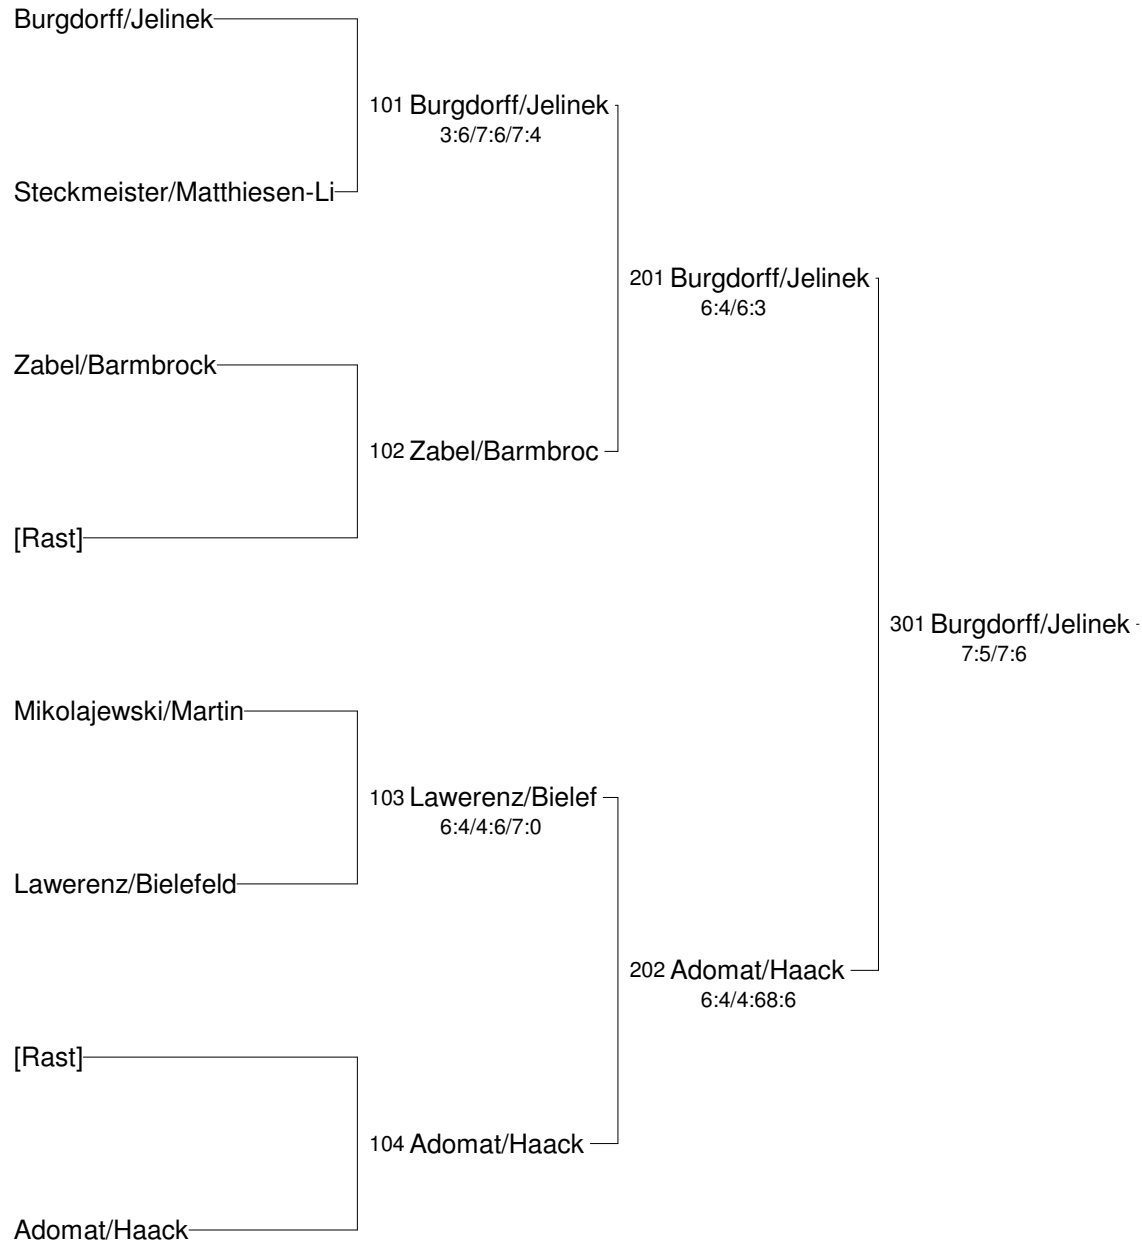 Burgdorff/Jelinek
101 Burgdorff/Jelinek
3:6/7:6/7:4
Steckmeister/Matthiesen-Li
201 Burgdorff/Jelinek
6:4/6:3
Zabel/Barmbrock
102 Zabel/Barmbroc
[Rast]
301 Burgdorff/Jelinek
7:5/7:6
Mikolajewski/Martin
103 Lawerenz/Bielef
6:4/4:6/7:0
Lawerenz/Bielefeld
202 Adomat/Haack
6:4/4:68:6
[Rast]
104 Adomat/Haack
Adomat/Haack